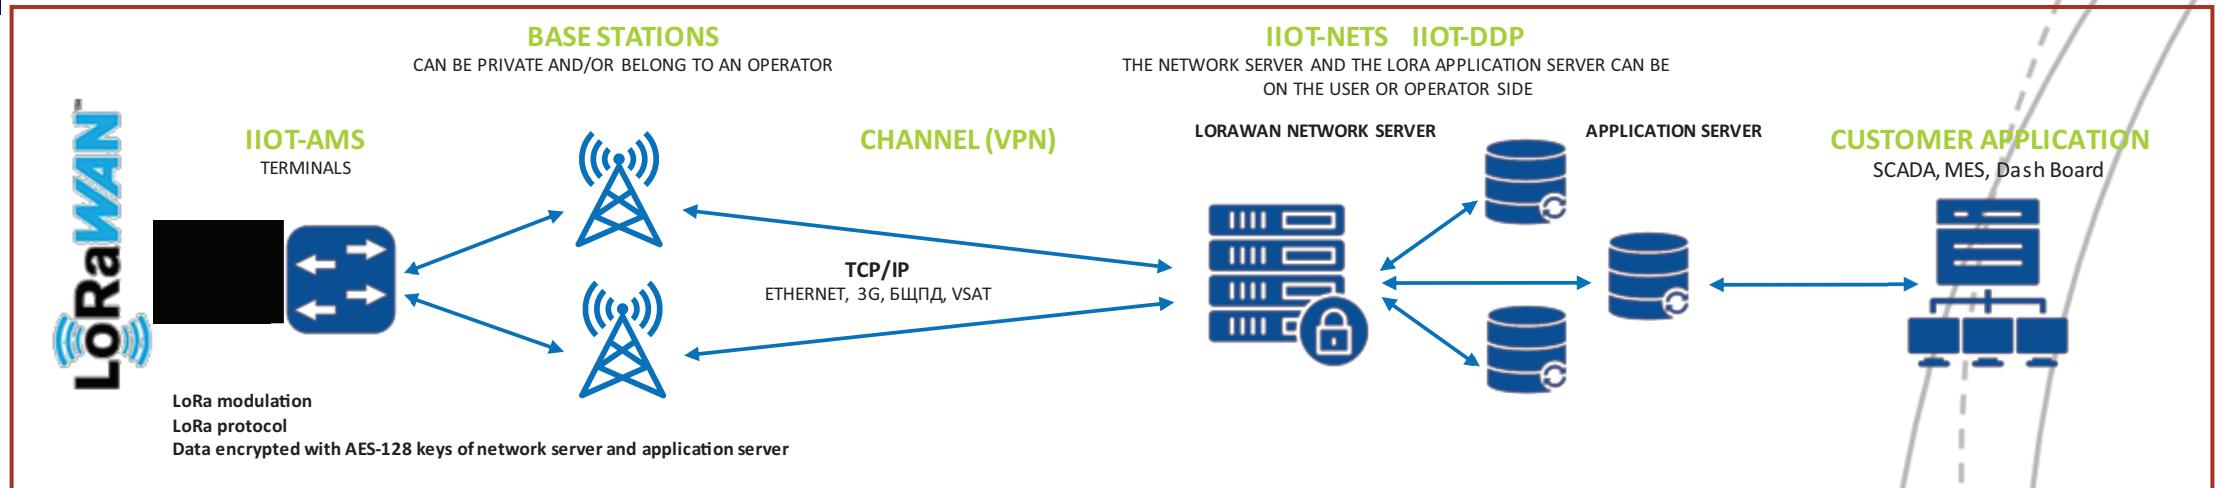 BASE STATIONS
CAN BE PRIVATE AND/OR BELONG TO AN OPERATOR
IIOT-NETS IIOT-DDP
THE NETWORK SERVER AND THE LORA APPLICATION SERVER CAN BE
ON THE USER OR OPERATOR SIDE
LoRaWAN™
IIOT-AMS
TERMINALS
CHANNEL (VPN)
LORAWAN NETWORK SERVER
APPLICATION SERVER
CUSTOMER APPLICATION
SCADA, MES, Dash Board
TCP/IP
ETHERNET, 3G, БЩПД, VSAT
LoRa modulation
LoRa protocol
Data encrypted with AES-128 keys of network server and application server